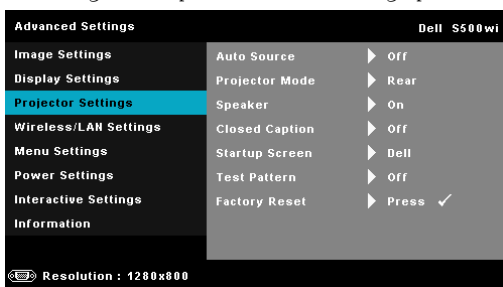 Advanced Settings Dell S500wi
Image Settings Auto Source Off
Display Settings Projector Mode Rear
Projector Settings Speaker On
Wireless/LAN Settings Closed Caption Off
Menu Settings Startup Screen Dell
Power Settings Test Pattern Off
Interactive Settings Factory Reset Press ✓
Information
Resolution : 1280x800